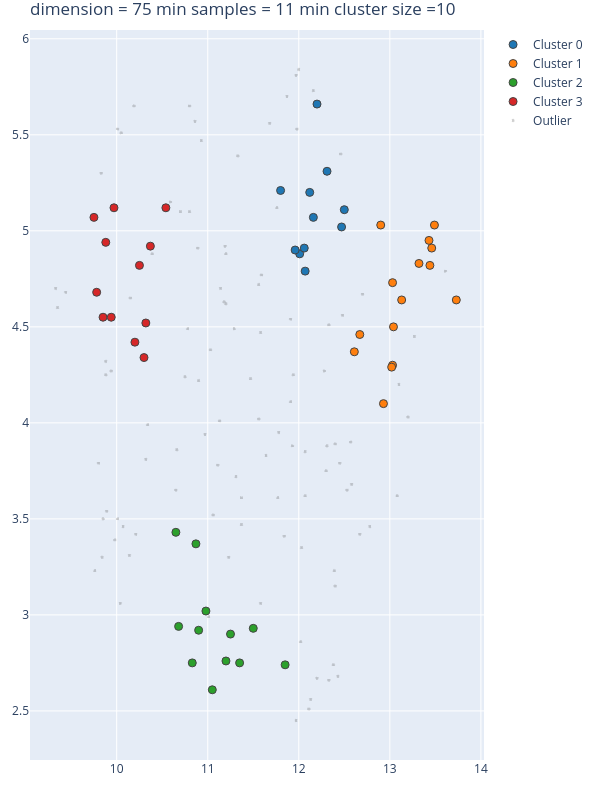 dimension = 75 min samples = 11 min cluster size =10
Cluster 0
Cluster 1
Cluster 2
Cluster 3
Outlier
6
5.5
5
4.5
4
3.5
3
2.5
10 11 12 13 14